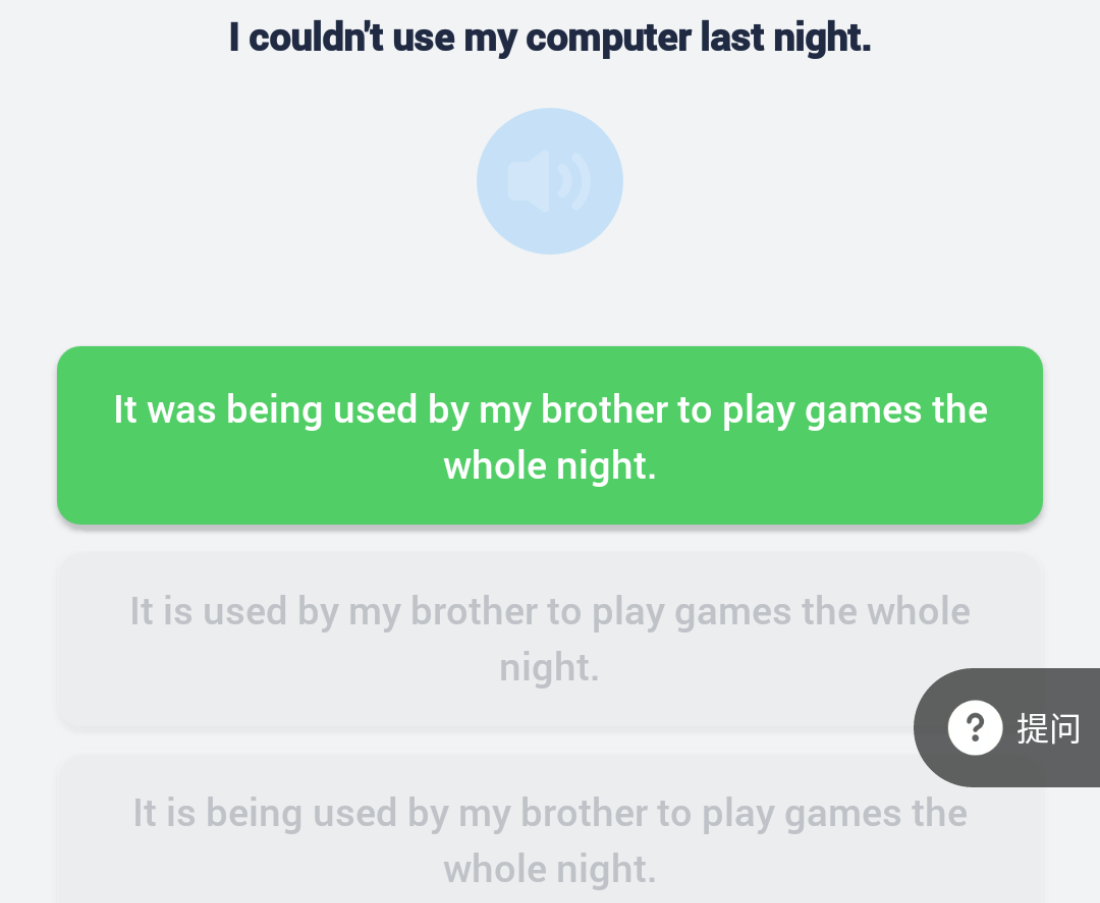 I couldn't use my computer last night.
It was being used by my brother to play games the
whole night.
It is used by my brother to play games the whole
night.
? 提问
It is being used by my brother to play games the
whole night.